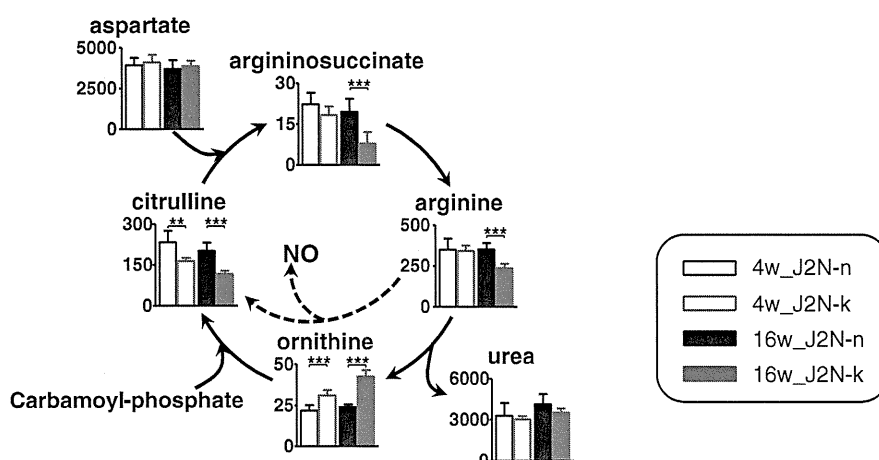 aspartate
5000
2500
0
argininosuccinate
30
15
0
***
citrulline
300
150
0
**
***
NO
arginine
500
250
0
***
ornithine
50
25
0
***
***
urea
6000
3000
0
Carbamoyl-phosphate
4w_J2N-n
4w_J2N-k
16w_J2N-n
16w_J2N-k